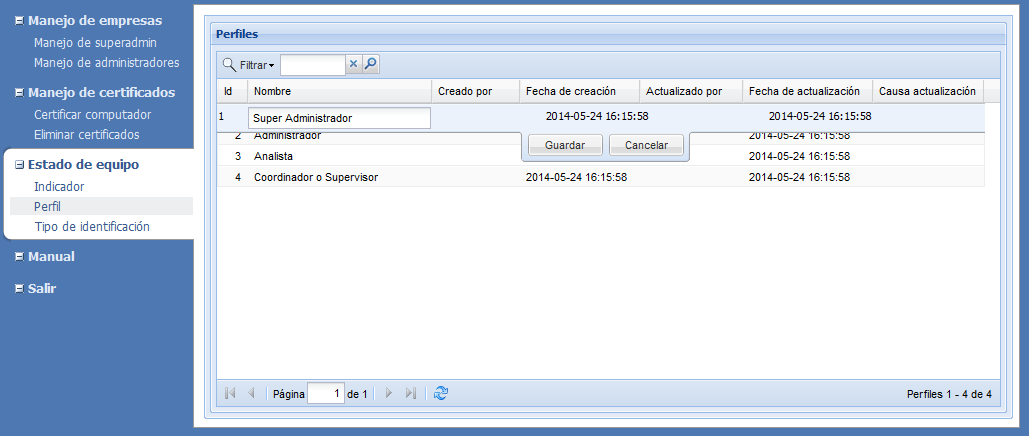 Manejo de empresas
Manejo de superadmin
Manejo de administradores
Manejo de certificados
Certificar computador
Eliminar certificados
Estado de equipo
Indicador
Perfil
Tipo de identificación
Manual
Salir
Perfiles
Filtrar
Id Nombre Creado por Fecha de creación Actualizado por Fecha de actualización Causa actualización
1 Super Administrador 2014-05-24 16:15:58 2014-05-24 16:15:58
2 Administrador 2014-05-24 16:15:58
Guardar Cancelar
3 Analista 2014-05-24 16:15:58
4 Coordinador o Supervisor 2014-05-24 16:15:58 2014-05-24 16:15:58
Página 1 de 1 Perfiles 1 - 4 de 4